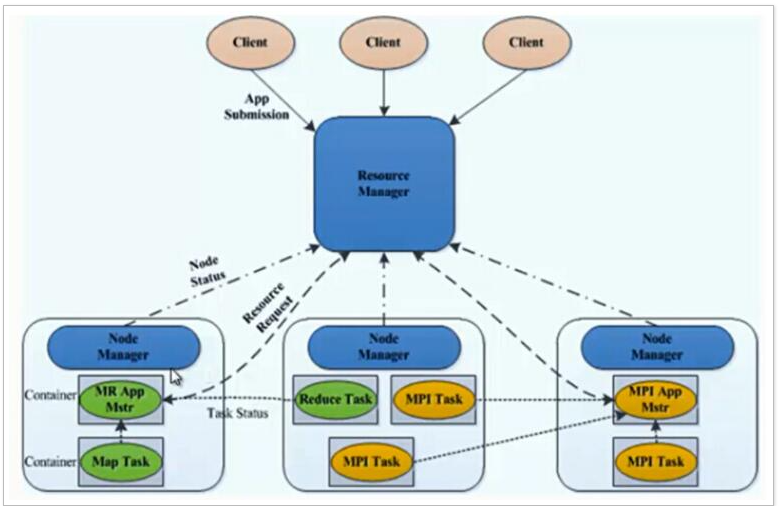 Client
Client
Client
App
Submission
Resource
Manager
Node
Status
Resource
Request
Node
Manager
Node
Manager
Node
Manager
Container
MR App
Mstr
Reduce Task
MPI Task
MPI App
Mstr
Task Status
Container
Map Task
MPI Task
MPI Task